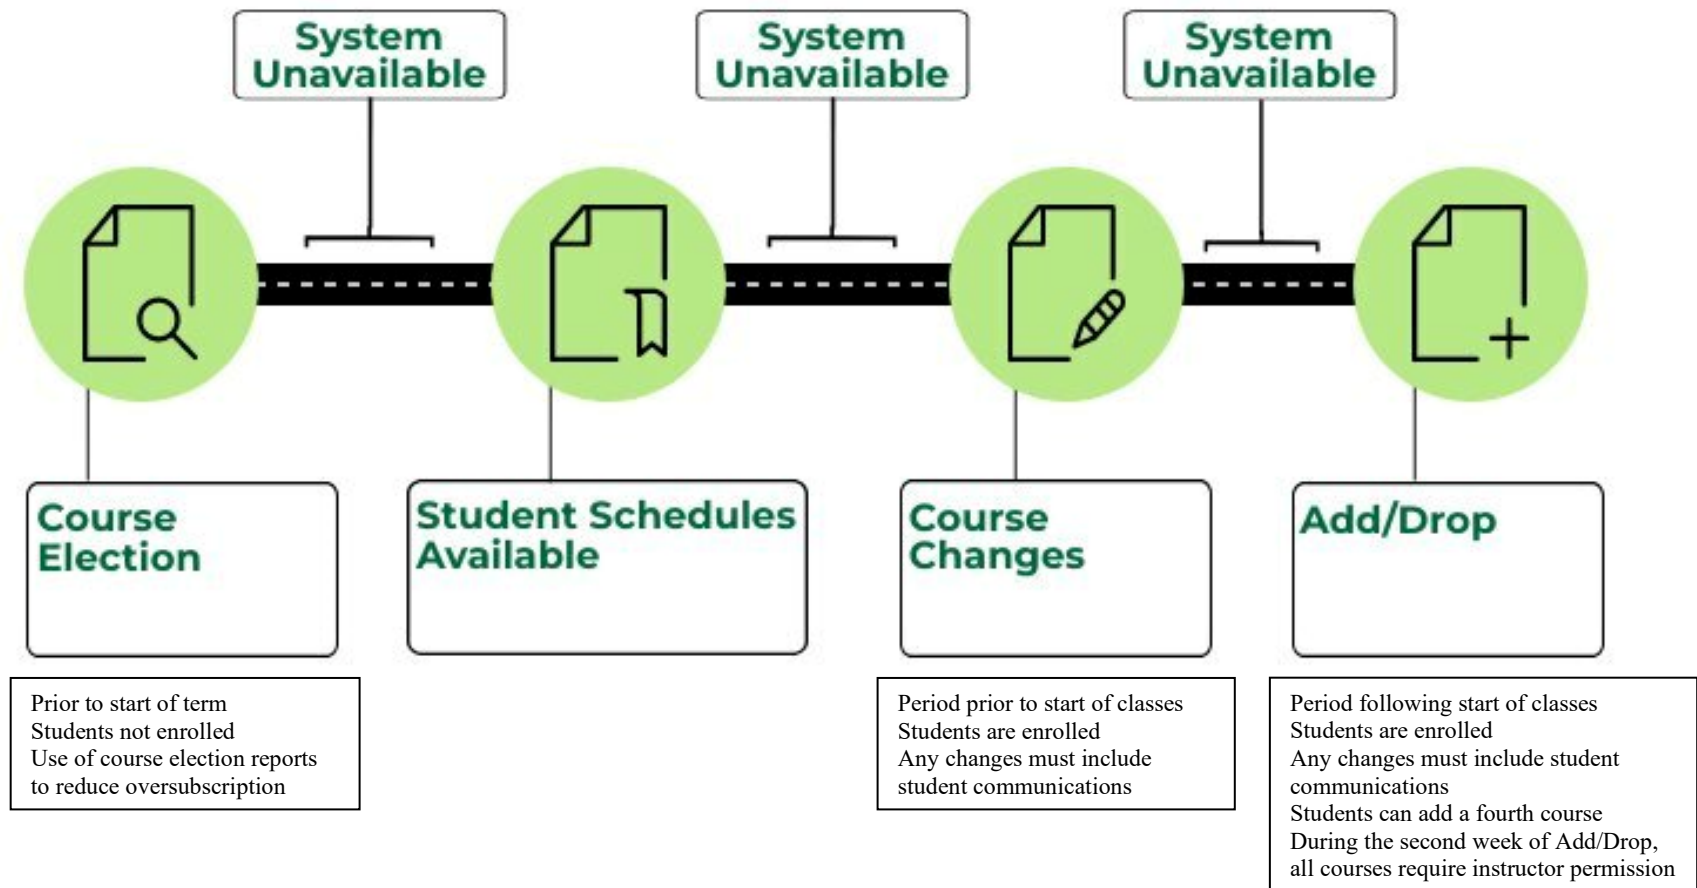 System
Unavailable
System
Unavailable
System
Unavailable
Course
Election
Student Schedules
Available
Course
Changes
Add/Drop
Prior to start of term
Students not enrolled
Use of course election reports
to reduce oversubscription
Period prior to start of classes
Students are enrolled
Any changes must include
student communications
Period following start of classes
Students are enrolled
Any changes must include student
communications
Students can add a fourth course
During the second week of Add/Drop,
all courses require instructor permission